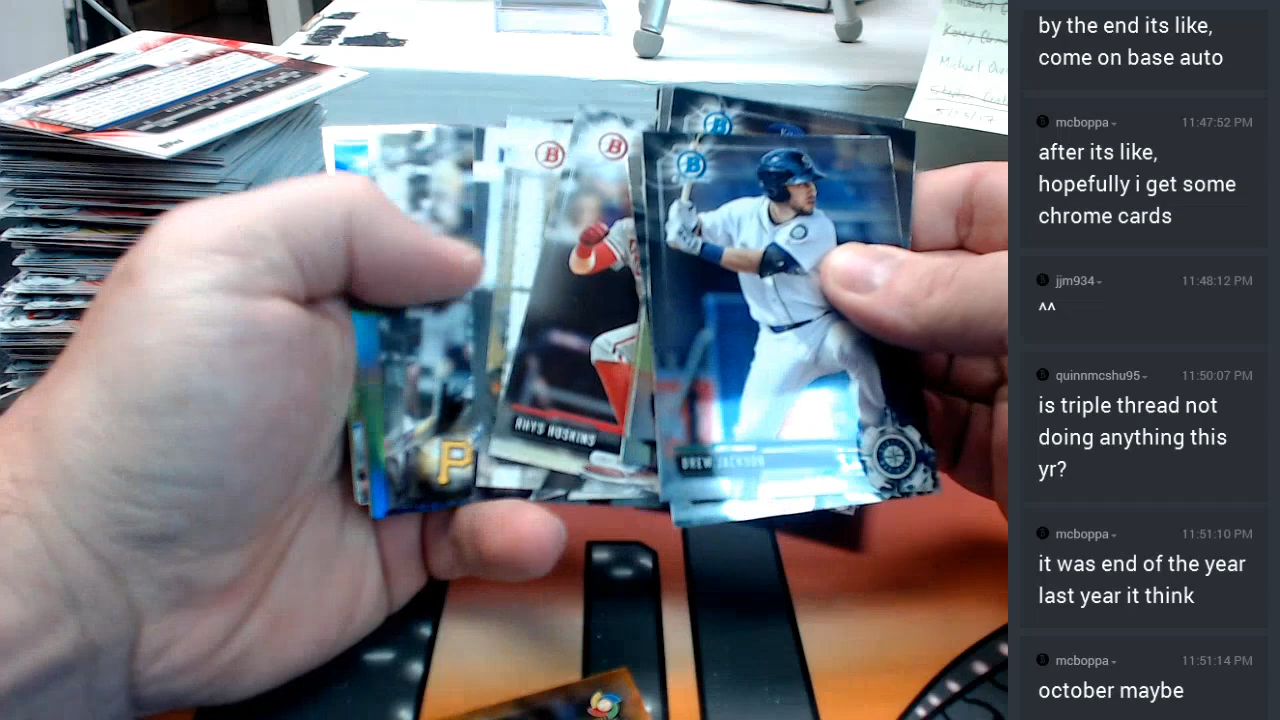 B
B
B
B
RHYS HOSKINS
DREW JACKSON
P
by the end its like,
come on base auto
mcboppa 11:47:52 PM
after its like,
hopefully i get some
chrome cards
jjm934 11:48:12 PM
^^
quinnmcshu95 11:50:07 PM
is triple thread not
doing anything this
yr?
mcboppa 11:51:10 PM
it was end of the year
last year it think
mcboppa 11:51:14 PM
october maybe